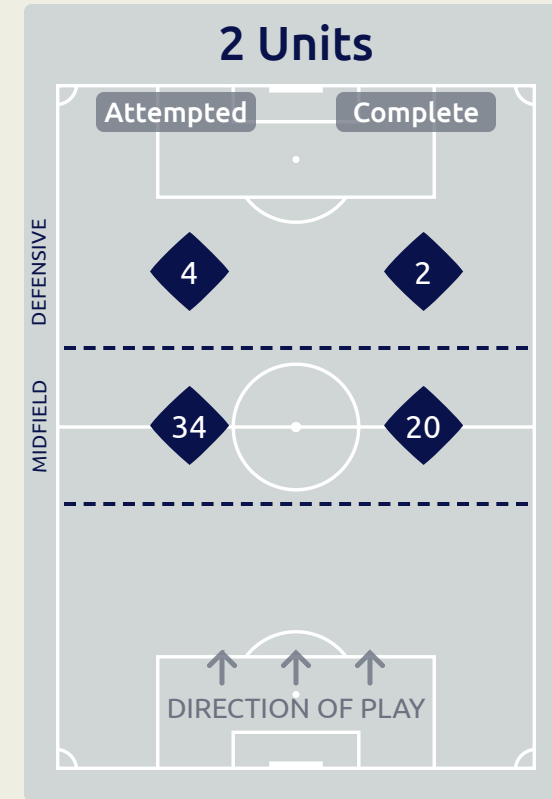 2 Units
Attempted Complete
DEFENSIVE
4 2
MIDFIELD
34 20
DIRECTION OF PLAY